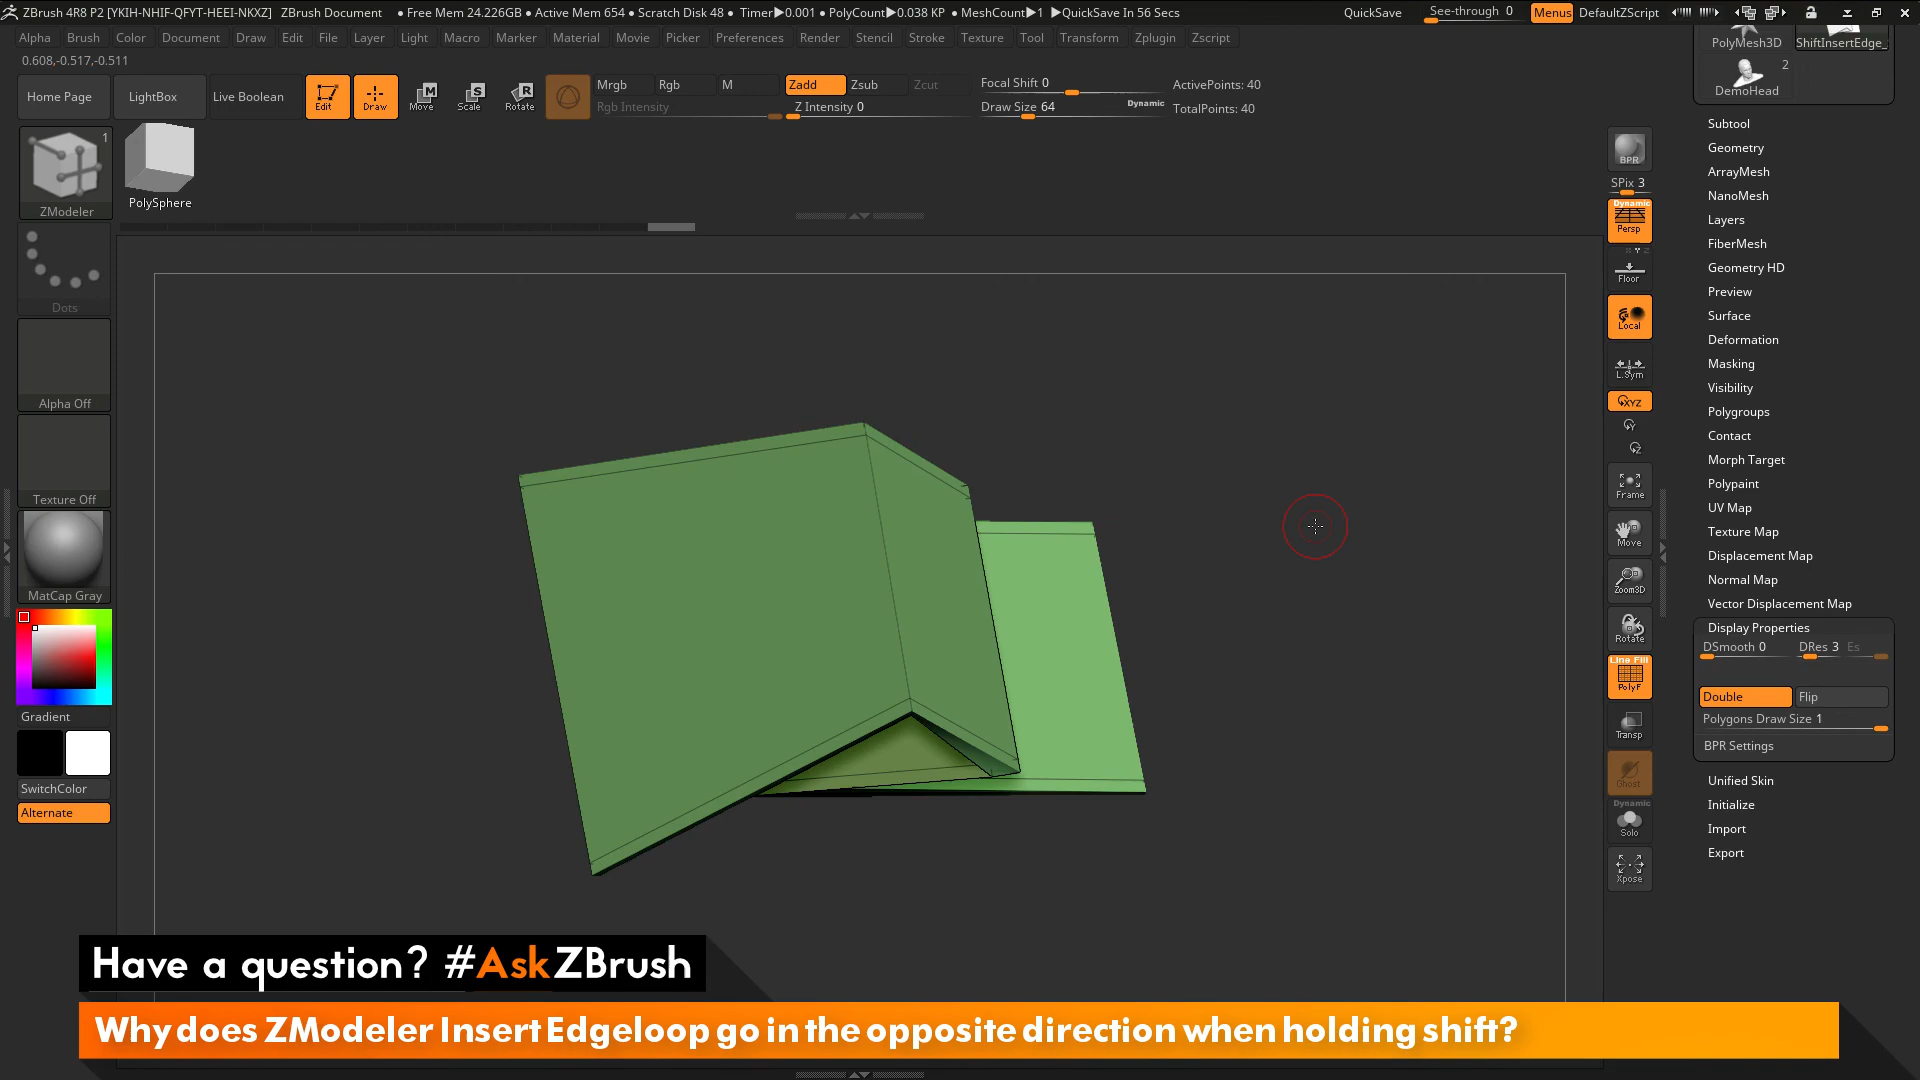 ZBrush 4R8 P2 [YKIH-NHIF-QFYT-HEEI-NKXZ] ZBrush Document • Free Mem 24.226GB • Active Mem 654 • Scratch Disk 48 • Timer▶0.001 • PolyCount▶0.038 KP • MeshCount▶1 ▶QuickSave In 56 Secs QuickSave See-through 0 Menus DefaultZScript
Alpha Brush Color Document Draw Edit File Layer Light Macro Marker Material Movie Picker Preferences Render Stencil Stroke Texture Tool Transform Zplugin Zscript
0.608,-0.517,-0.511
Home Page LightBox Live Boolean Edit Draw Move Scale Rotate
Mrgb Rgb M Zadd Zsub Zcut Focal Shift 0 ActivePoints: 40
Rgb Intensity Z Intensity 0 Draw Size 64 Dynamic TotalPoints: 40
1
ZModeler
PolySphere
Dots
Alpha Off
Texture Off
MatCap Gray
Gradient
SwitchColor
Alternate
BPR
SPix 3
Dynamic
Persp
Floor
Local
L.Sym
XYZ
Y
Z
Frame
Move
Zoom3D
Rotate
Line Fill
PolyF
Transp
Ghost
Dynamic
Solo
Xpose
PolyMesh3D ShiftInsertEdge_
2
DemoHead
Subtool
Geometry
ArrayMesh
NanoMesh
Layers
FiberMesh
Geometry HD
Preview
Surface
Deformation
Masking
Visibility
Polygroups
Contact
Morph Target
Polypaint
UV Map
Texture Map
Displacement Map
Normal Map
Vector Displacement Map
Display Properties
DSmooth 0 DRes 3 Es
Double Flip
Polygons Draw Size 1
BPR Settings
Unified Skin
Initialize
Import
Export
Have a question? #AskZBrush
Why does ZModeler Insert Edgeloop go in the opposite direction when holding shift?